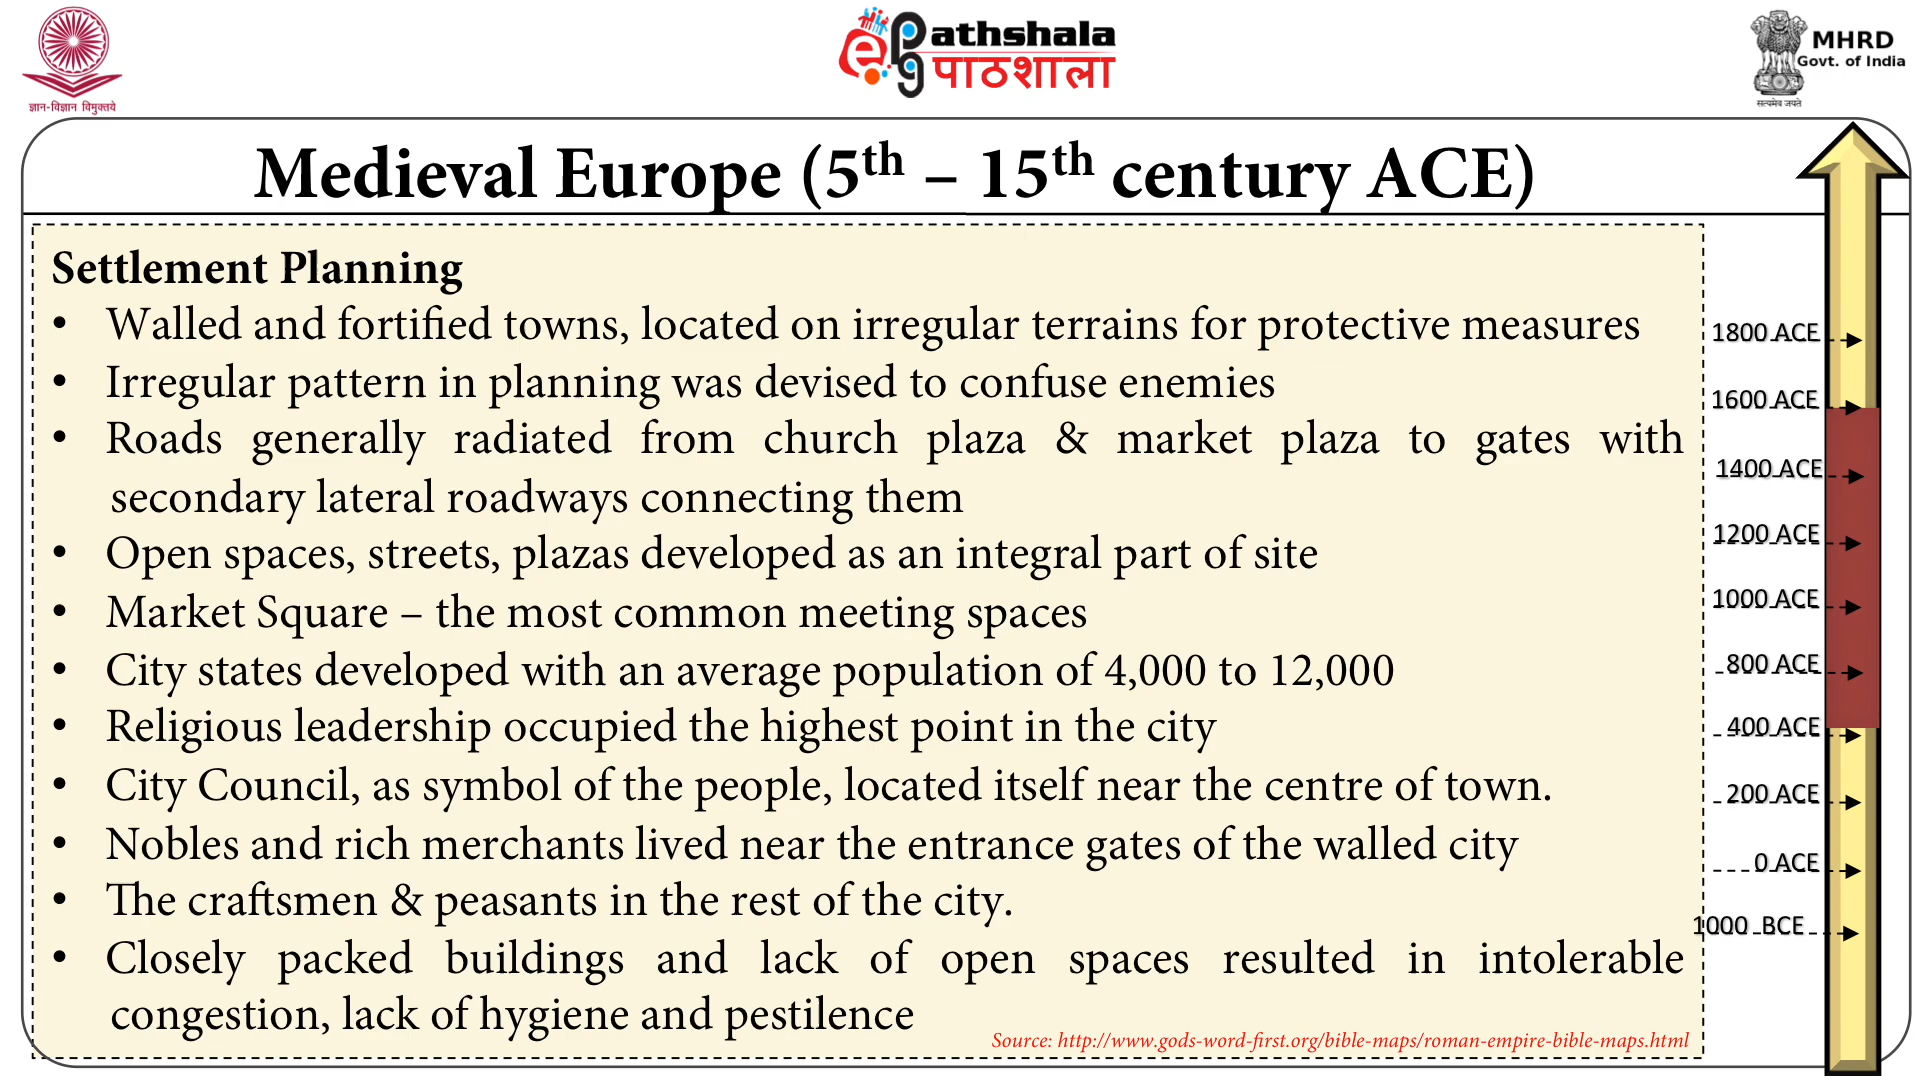 ज्ञान-विज्ञान विमुक्तये
ePg Pathshala
पाठशाला
MHRD
Govt. of India
सत्यमेव जयते
Medieval Europe (5th – 15th century ACE)
Settlement Planning
• Walled and fortified towns, located on irregular terrains for protective measures
• Irregular pattern in planning was devised to confuse enemies
• Roads generally radiated from church plaza & market plaza to gates with
secondary lateral roadways connecting them
• Open spaces, streets, plazas developed as an integral part of site
• Market Square – the most common meeting spaces
• City states developed with an average population of 4,000 to 12,000
• Religious leadership occupied the highest point in the city
• City Council, as symbol of the people, located itself near the centre of town.
• Nobles and rich merchants lived near the entrance gates of the walled city
• The craftsmen & peasants in the rest of the city.
• Closely packed buildings and lack of open spaces resulted in intolerable
congestion, lack of hygiene and pestilence
Source: http://www.gods-word-first.org/bible-maps/roman-empire-bible-maps.html
1800 ACE
1600 ACE
1400 ACE
1200 ACE
1000 ACE
800 ACE
400 ACE
200 ACE
0 ACE
1000 BCE